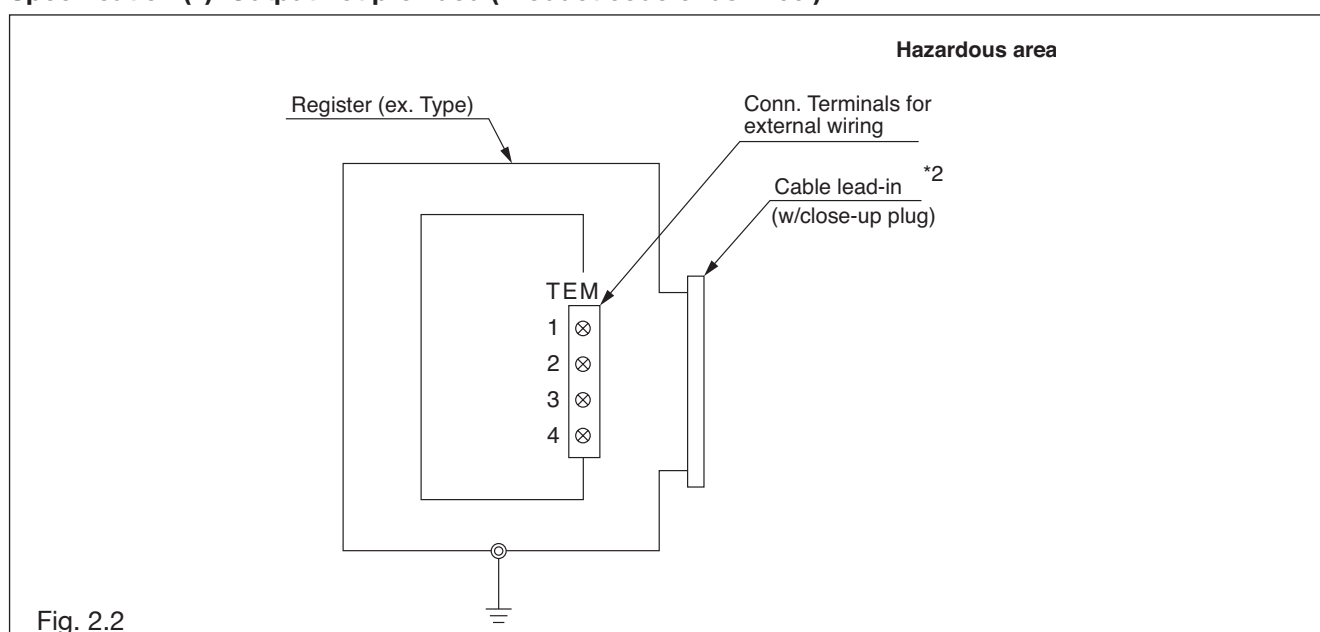 Hazardous area
Register (ex. Type)
Conn. Terminals for
external wiring
*2
Cable lead-in
(w/close-up plug)
TEM
1
2
3
4
Fig. 2.2